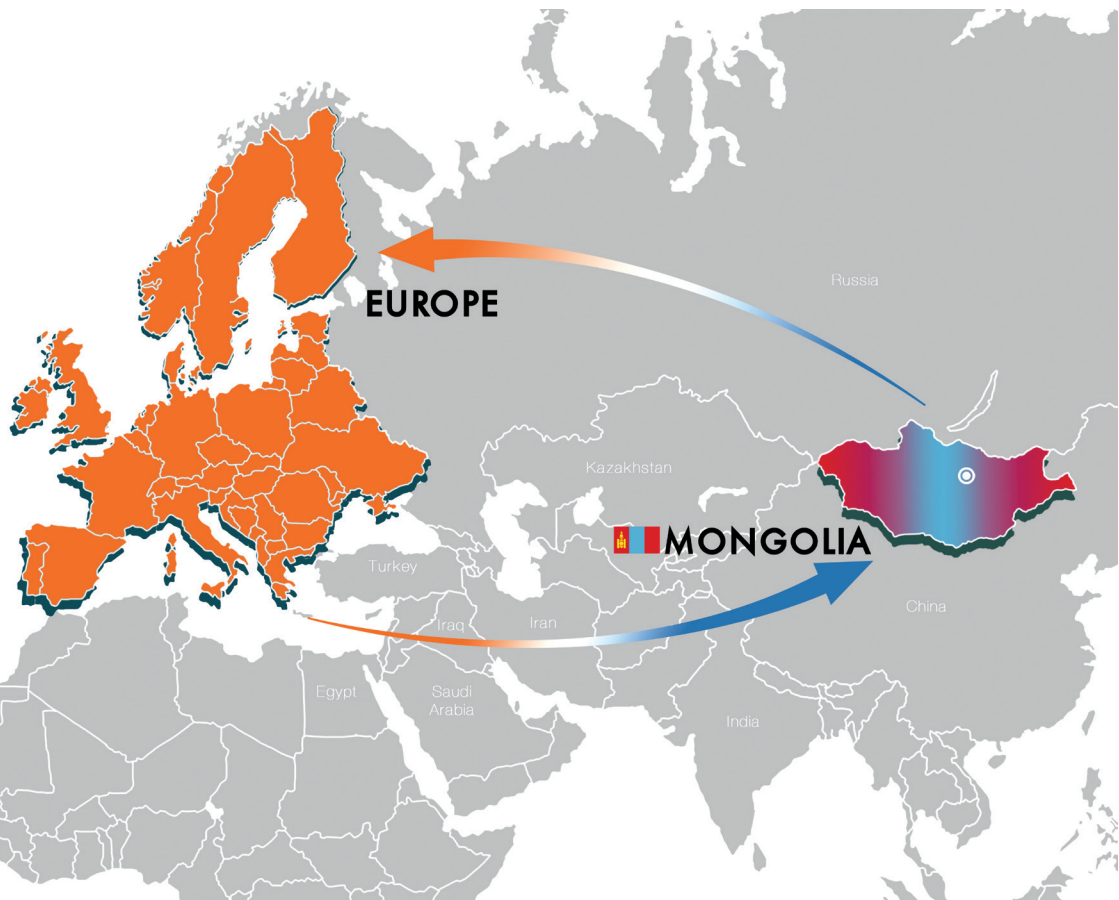 Russia
EUROPE
Kazakhstan
MONGOLIA
Turkey
China
Iraq
Iran
Egypt
Saudi
Arabia
India